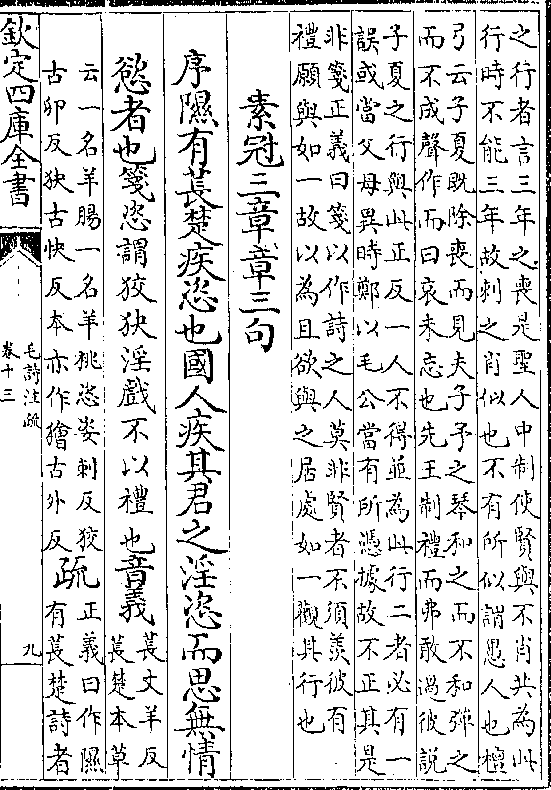 之行者言三年之喪是聖人中制使賢與不肖共為此
行時不能三年故刺之肖似也不有所似謂愚人也檀
弓云子夏既除喪而見夫子予之琴和之而不和彈之
而不成聲作而曰哀未忘也先王制禮而弗敢過彼説
子夏之行與此正反一人不得並為此行二者必有一
誤或當父母異時鄭以毛公當有所憑據故不正其是
非箋正義曰箋以作詩之人莫非賢者不須羨彼有
禮願與如一故以為且欲與之居處如一觀其行也
素冠三章章三句
序隰有萇楚疾恣也國人疾其君之淫恣而思無情
慾者也箋恣謂狡狭淫戲不以禮也音義
萇丈羊反
萇楚本草
云一名羊腸一名羊桃恣姿刺反狡
古卯反狭古快反本亦作獪古外反
疏
正義曰作隰
有萇楚詩者
欽定四庫全書
毛詩注疏
卷十三
九